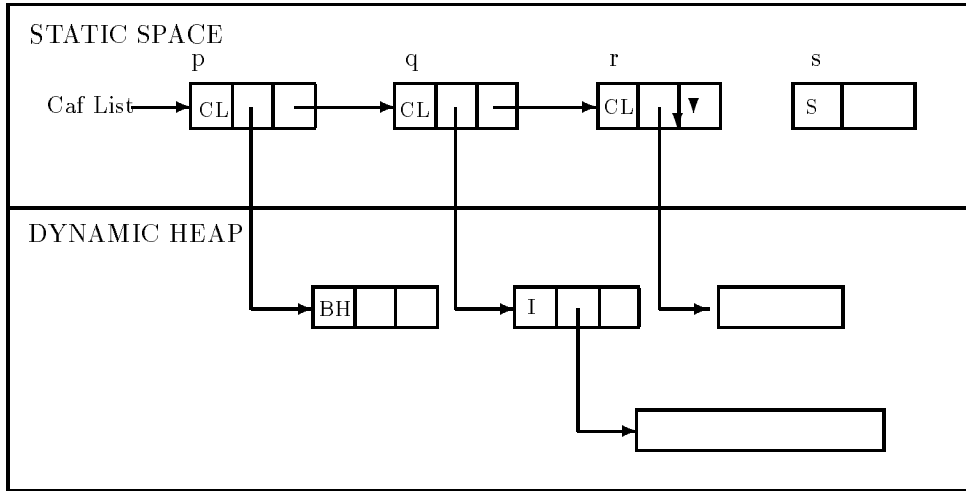 STATIC SPACE
p q r s
Caf List CL CL CL S
DYNAMIC HEAP
BH I